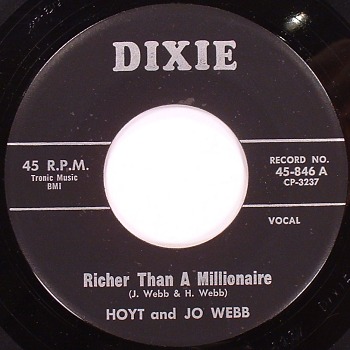 DIXIE
45 R.P.M.
Tronic Music
BMI
RECORD NO.
45-846 A
CP-3237
VOCAL
Richer Than A Millionaire
(J. Webb & H. Webb)
HOYT and JO WEBB